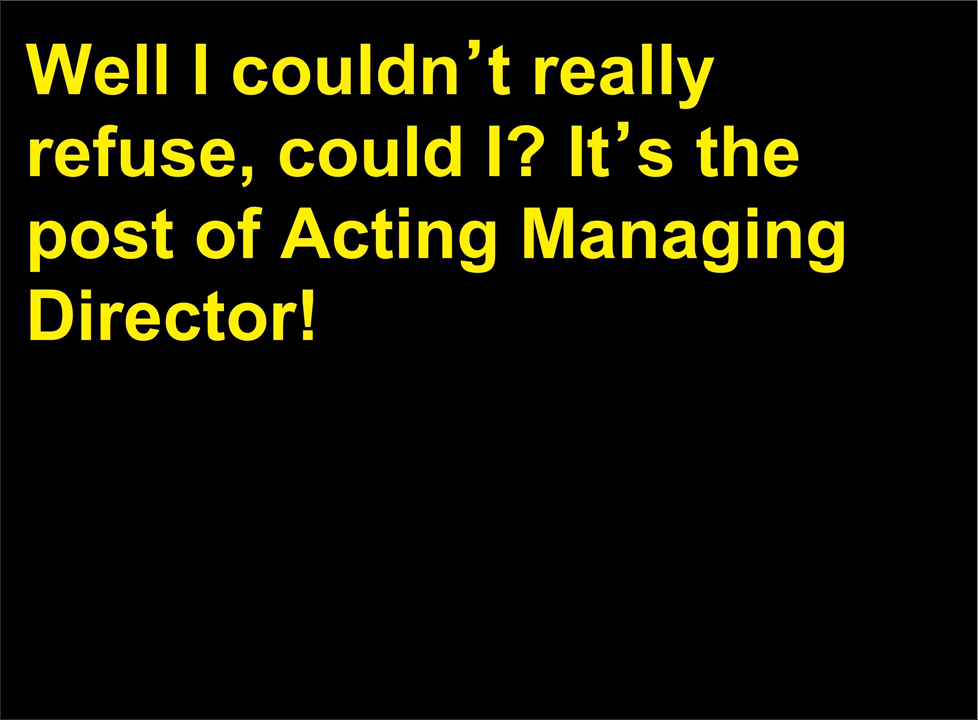 Well I couldn’t really
refuse, could I? It’s the
post of Acting Managing
Director!